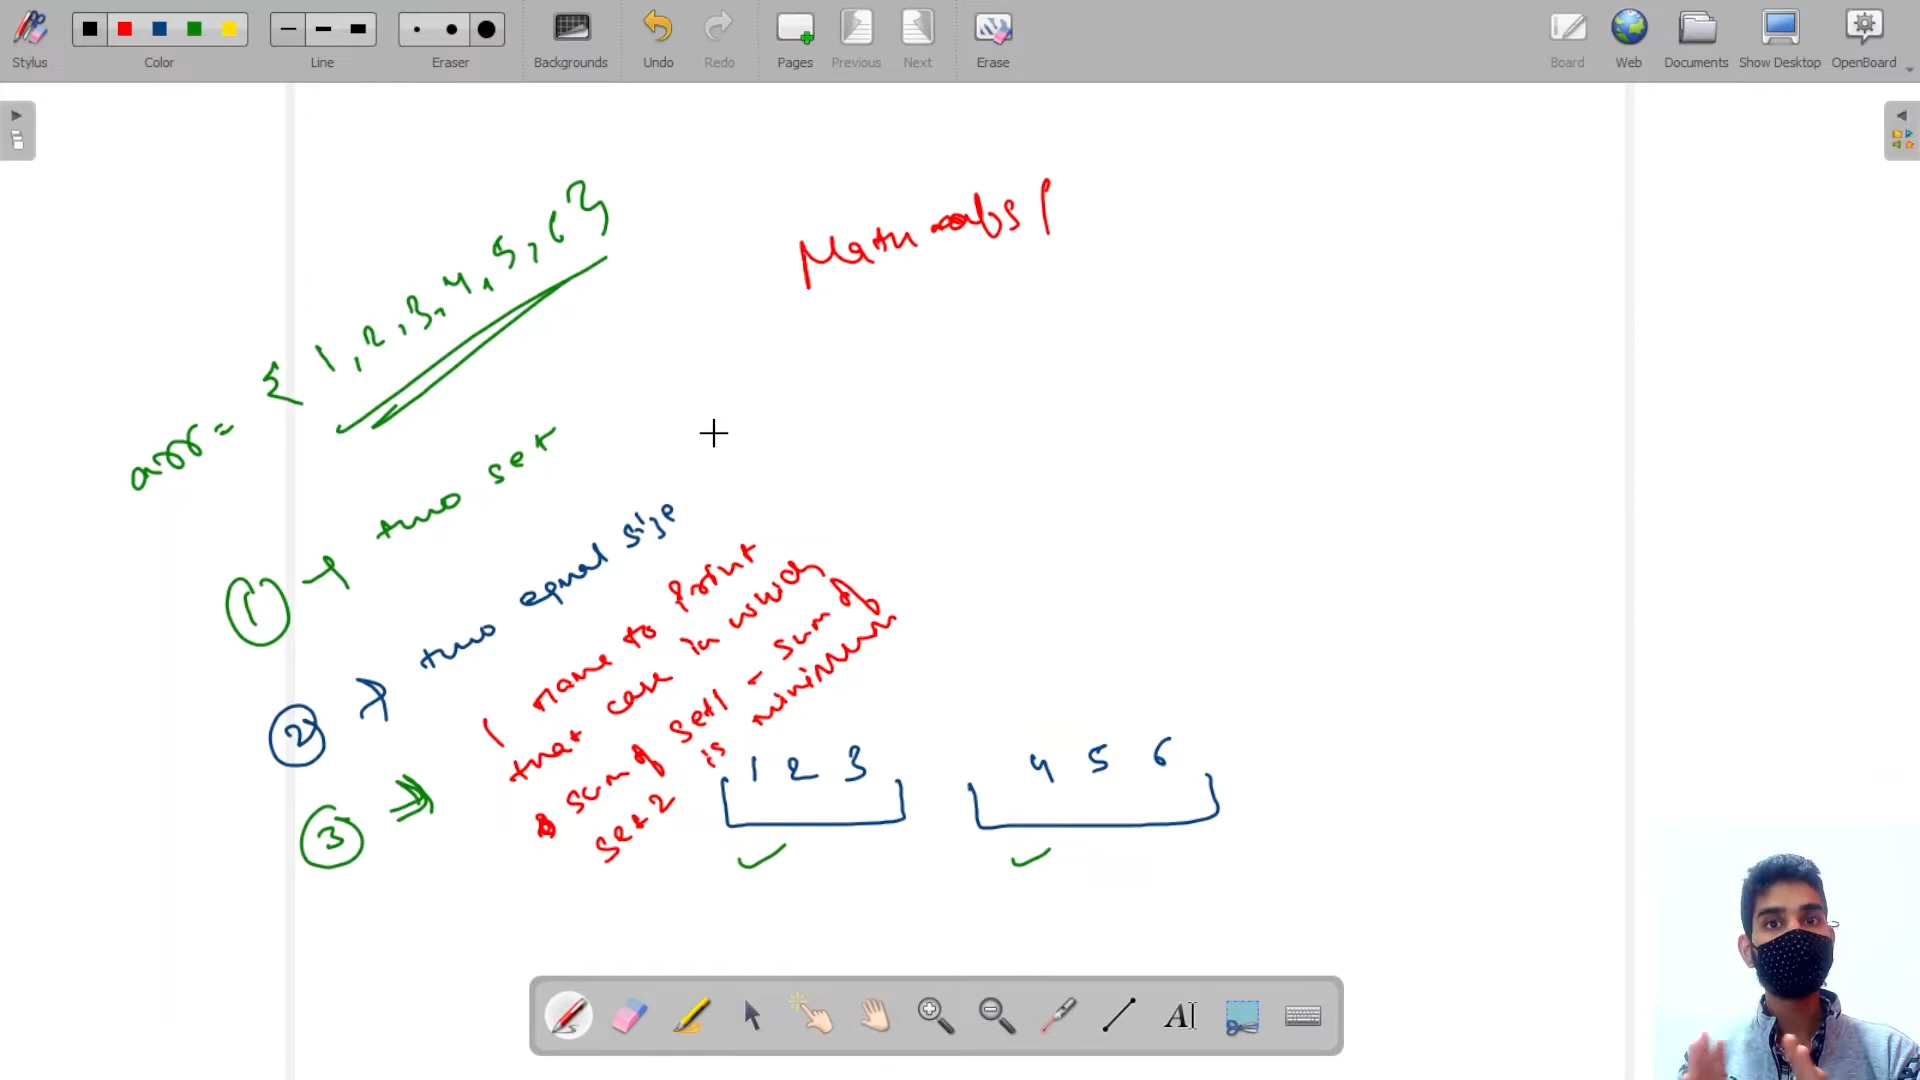 Stylus
Color
Line
Eraser
Backgrounds
Undo
Redo
Pages
Previous
Next
Erase
Board
Web
Documents
Show Desktop
OpenBoard
arr = { 1, 2, 3, 4, 5, 6 }
Math abs (
1 → two set
2 → two equal size
3 ⇒
have to print
that case in which
sum of set1 - sum of
set 2 is minimum
1 2 3
4 5 6